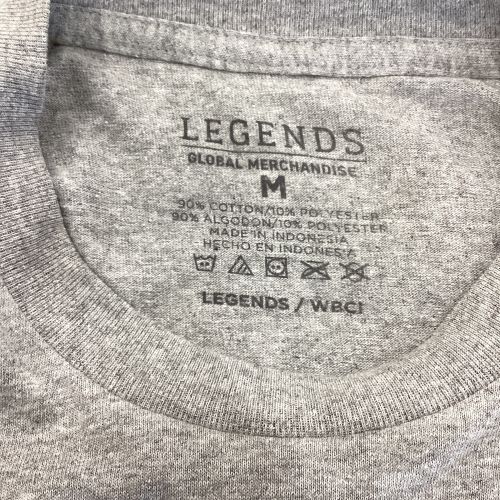 LEGENDS
GLOBAL MERCHANDISE
M
90% COTTON/10% POLYESTER
90% ALGODON/10% POLYESTER
MADE IN INDONESIA
HECHO EN INDONESIA
LEGENDS / WBCI